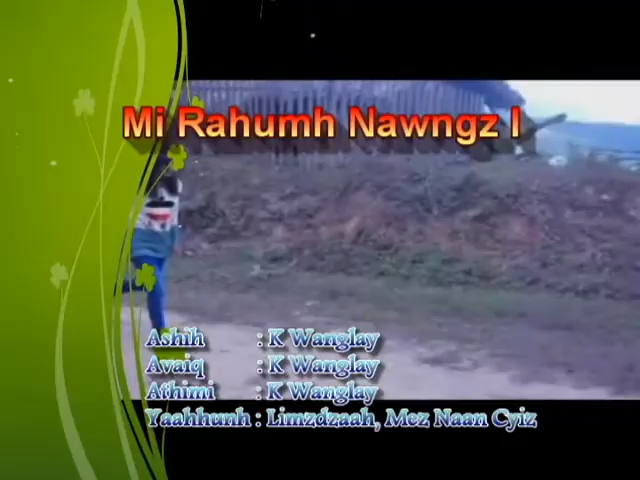 Mi Rahumh Nawngz I
Ashih : K Wanglay
Avaiq : K Wanglay
Athimi : K Wanglay
Yaahhunh : Limzdzaah, Mez Naan Cyiz